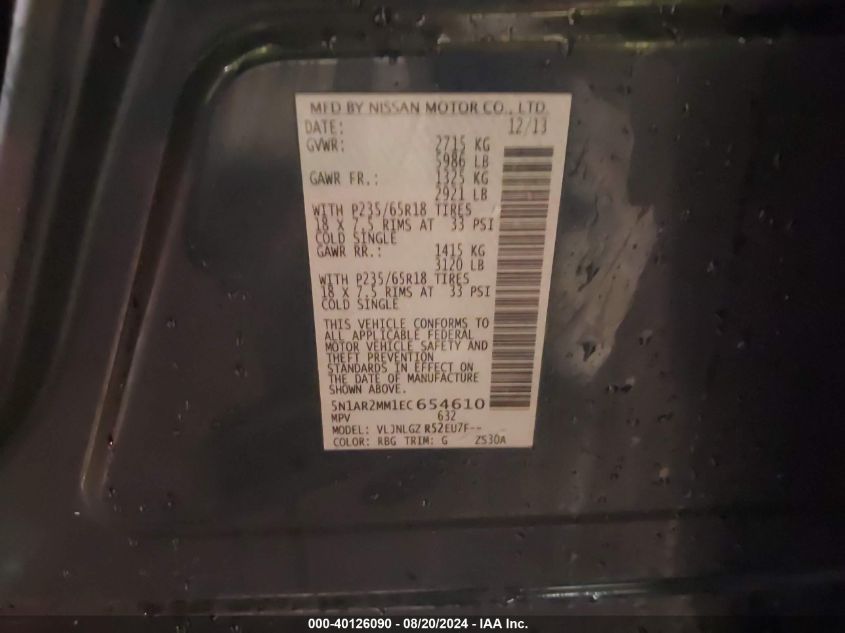 MFD BY NISSAN MOTOR CO., LTD.
DATE: 12/13
GVWR: 2715 KG
5986 LB
GAWR FR.: 1325 KG
2921 LB
WITH P235/65R18 TIRES
18 X 7.5 RIMS AT 33 PSI
COLD SINGLE
GAWR RR.: 1415 KG
3120 LB
WITH P235/65R18 TIRES
18 X 7.5 RIMS AT 33 PSI
COLD SINGLE
THIS VEHICLE CONFORMS TO
ALL APPLICABLE FEDERAL
MOTOR VEHICLE SAFETY AND
THEFT PREVENTION
STANDARDS IN EFFECT ON
THE DATE OF MANUFACTURE
SHOWN ABOVE.
5N1AR2MM1EC654610
MPV 632
MODEL: VLJNLGZ R52EU7F--
COLOR: RBG TRIM: G ZS30A
000-40126090 - 08/20/2024 - IAA Inc.